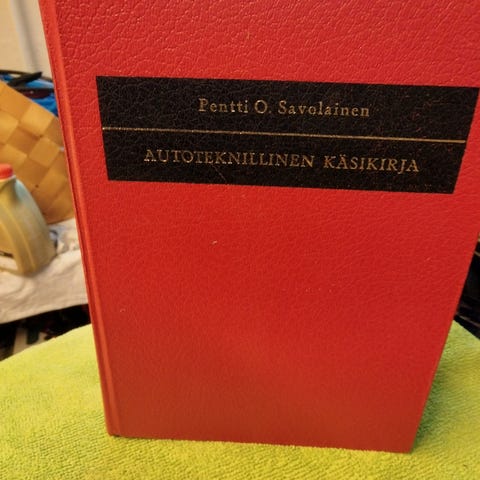 Pentti O. Savolainen
AUTOTEKNILLINEN KÄSIKIRJA